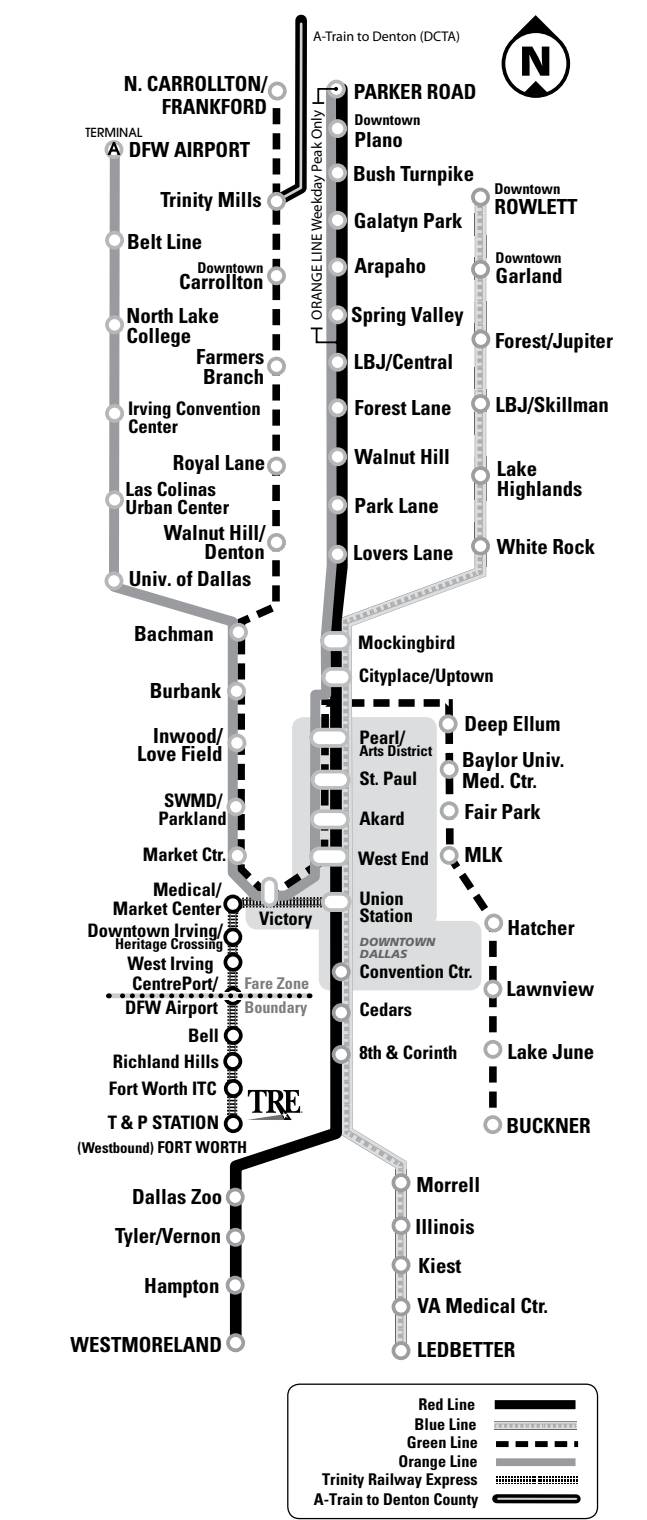 A-Train to Denton (DCTA)
N
N. CARROLLTON/
FRANKFORD
PARKER ROAD
TERMINAL
A DFW AIRPORT
Downtown
Plano
ORANGE LINE Weekday Peak Only
Trinity Mills
Bush Turnpike
Downtown
ROWLETT
Belt Line
Galatyn Park
Downtown
Carrollton
Arapaho
Downtown
Garland
North Lake
College
Spring Valley
Forest/Jupiter
Farmers
Branch
LBJ/Central
Irving Convention
Center
Forest Lane
LBJ/Skillman
Royal Lane
Walnut Hill
Lake
Highlands
Las Colinas
Urban Center
Park Lane
Walnut Hill/
Denton
Lovers Lane
White Rock
Univ. of Dallas
Bachman
Mockingbird
Cityplace/Uptown
Burbank
Deep Ellum
Inwood/
Love Field
Pearl/
Arts District
Baylor Univ.
Med. Ctr.
St. Paul
SWMD/
Parkland
Akard
Fair Park
Market Ctr.
West End
MLK
Medical/
Market Center
Victory
Union
Station
Hatcher
Downtown Irving/
Heritage Crossing
DOWNTOWN
DALLAS
West Irving
Convention Ctr.
CentrePort/
DFW Airport
Fare Zone
Boundary
Lawnview
Cedars
Bell
8th & Corinth
Lake June
Richland Hills
Fort Worth ITC
TRE
T & P STATION
(Westbound) FORT WORTH
BUCKNER
Dallas Zoo
Morrell
Tyler/Vernon
Illinois
Hampton
Kiest
VA Medical Ctr.
WESTMORELAND
LEDBETTER
Red Line
Blue Line
Green Line
Orange Line
Trinity Railway Express
A-Train to Denton County